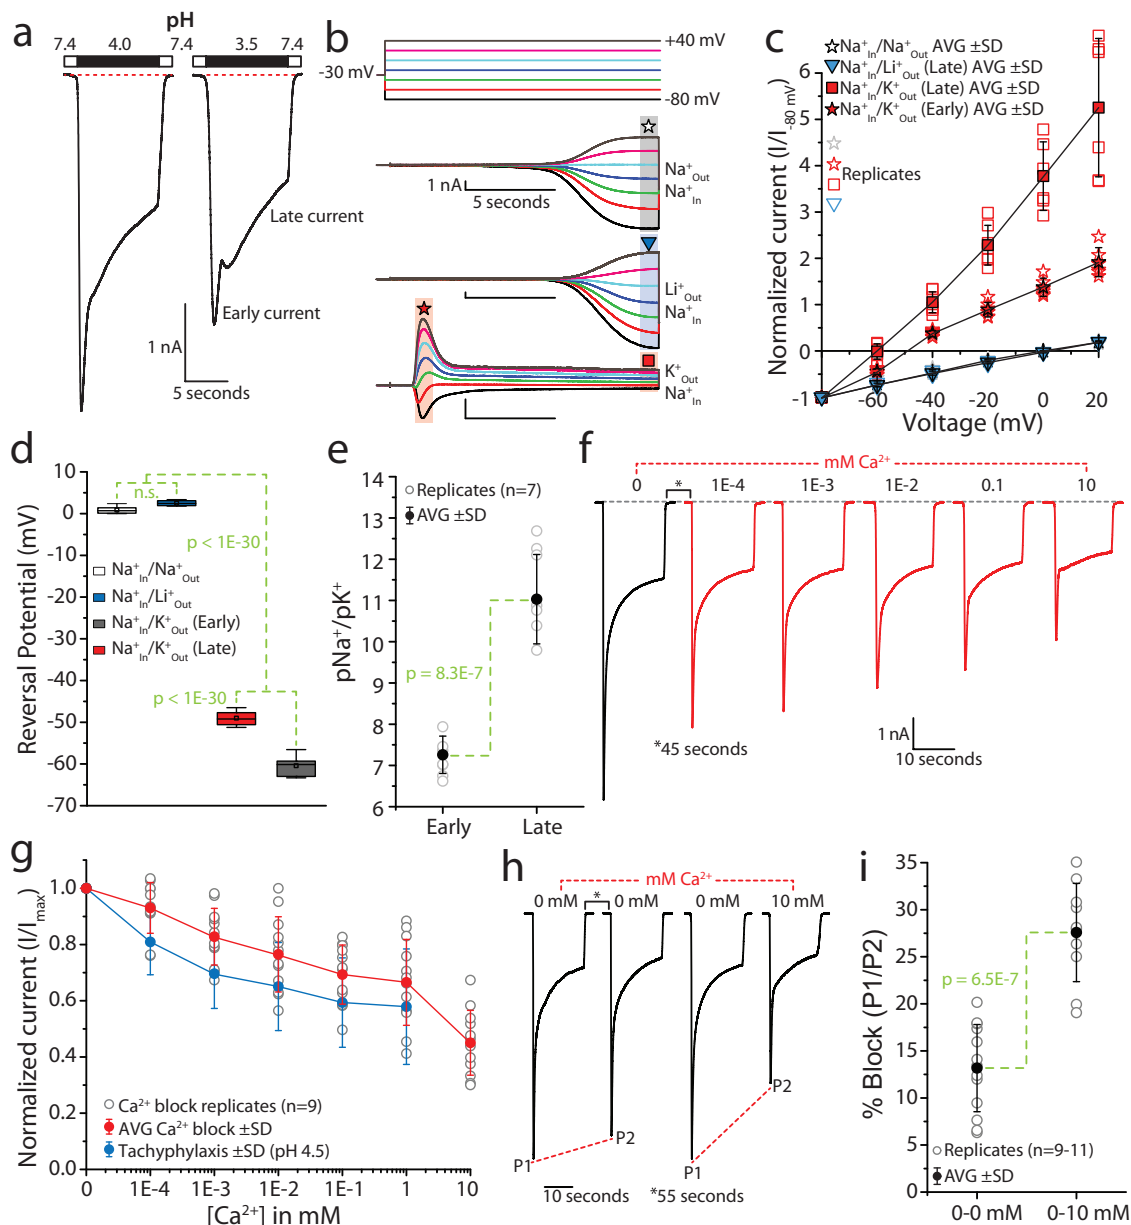 a
pH
7.4 4.0 7.4 3.5 7.4
Late current
Early current
1 nA
5 seconds
b
+40 mV
-30 mV
-80 mV
Na⁺Out
Na⁺In
1 nA
5 seconds
Li⁺Out
Na⁺In
K⁺Out
Na⁺In
c
Na⁺In/Na⁺Out AVG ±SD
Na⁺In/Li⁺Out (Late) AVG ±SD
Na⁺In/K⁺Out (Late) AVG ±SD
Na⁺In/K⁺Out (Early) AVG ±SD
Replicates
Normalized current (I/I-80 mV)
6
5
4
3
2
1
0
-1
-60 -40 -20 0 20
Voltage (mV)
d
Reversal Potential (mV)
10
0
-10
-20
-30
-40
-50
-60
-70
n.s.
p < 1E-30
Na⁺In/Na⁺Out
Na⁺In/Li⁺Out
Na⁺In/K⁺Out (Early)
Na⁺In/K⁺Out (Late)
p < 1E-30
e
pNa⁺/pK⁺
14
13
12
11
10
9
8
7
6
Replicates (n=7)
AVG ±SD
p = 8.3E-7
Early Late
f
mM Ca²⁺
0 * 1E-4 1E-3 1E-2 0.1 10
*45 seconds
1 nA
10 seconds
g
Normalized current (I/Imax)
1.0
0.8
0.6
0.4
0.2
0.0
Ca²⁺ block replicates (n=9)
AVG Ca²⁺ block ±SD
Tachyphylaxis ±SD (pH 4.5)
0 1E-4 1E-3 1E-2 1E-1 1 10
[Ca²⁺] in mM
h
mM Ca²⁺
0 mM * 0 mM 0 mM 10 mM
P1
P2
P1
P2
10 seconds
*55 seconds
i
% Block (P1/P2)
35
30
25
20
15
10
5
0
p = 6.5E-7
Replicates (n=9-11)
AVG ±SD
0-0 mM 0-10 mM